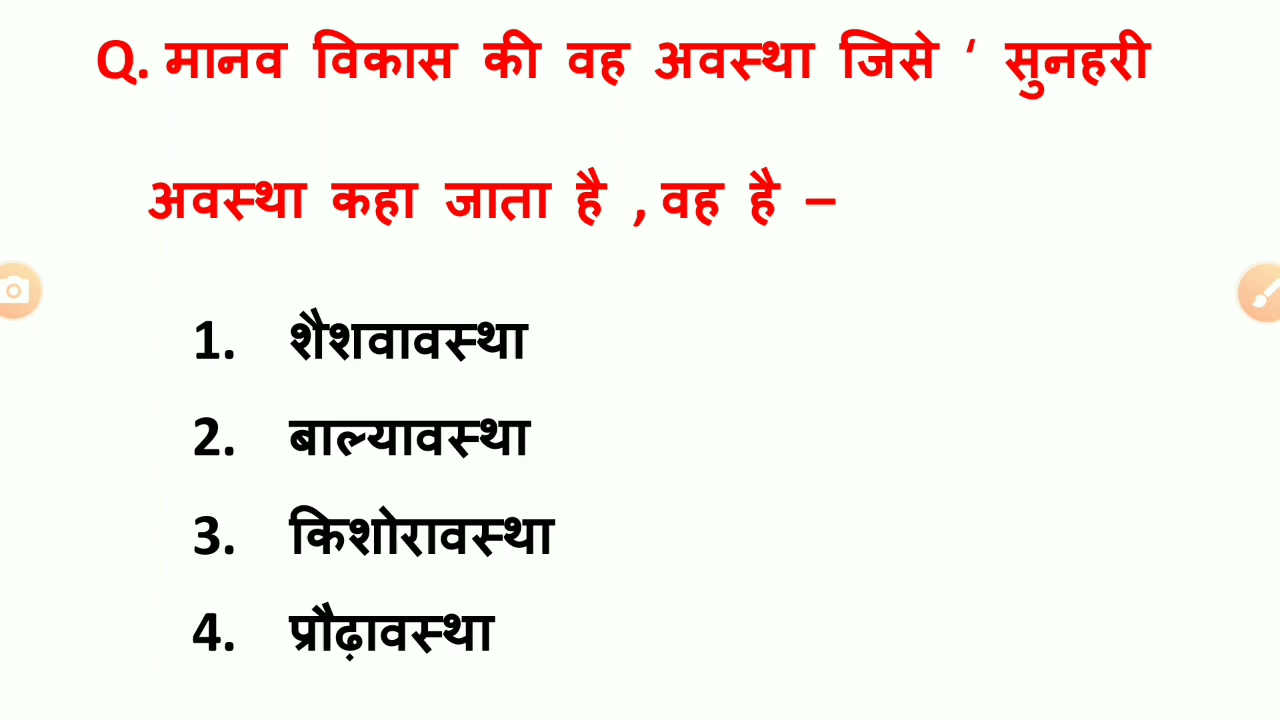 Q. मानव विकास की वह अवस्था जिसे ‘ सुनहरी
अवस्था कहा जाता है , वह है –
1. शैशवावस्था
2. बाल्यावस्था
3. किशोरावस्था
4. प्रौढ़ावस्था